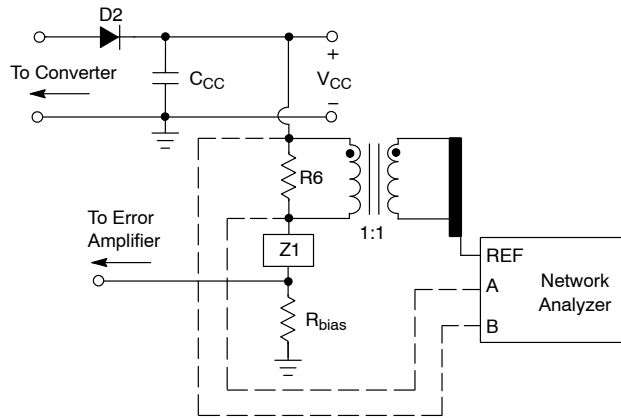 D2
To Converter
C_CC
+
V_CC
−
R6
To Error
Amplifier
1:1
Z1
R_bias
REF
A
B
Network
Analyzer